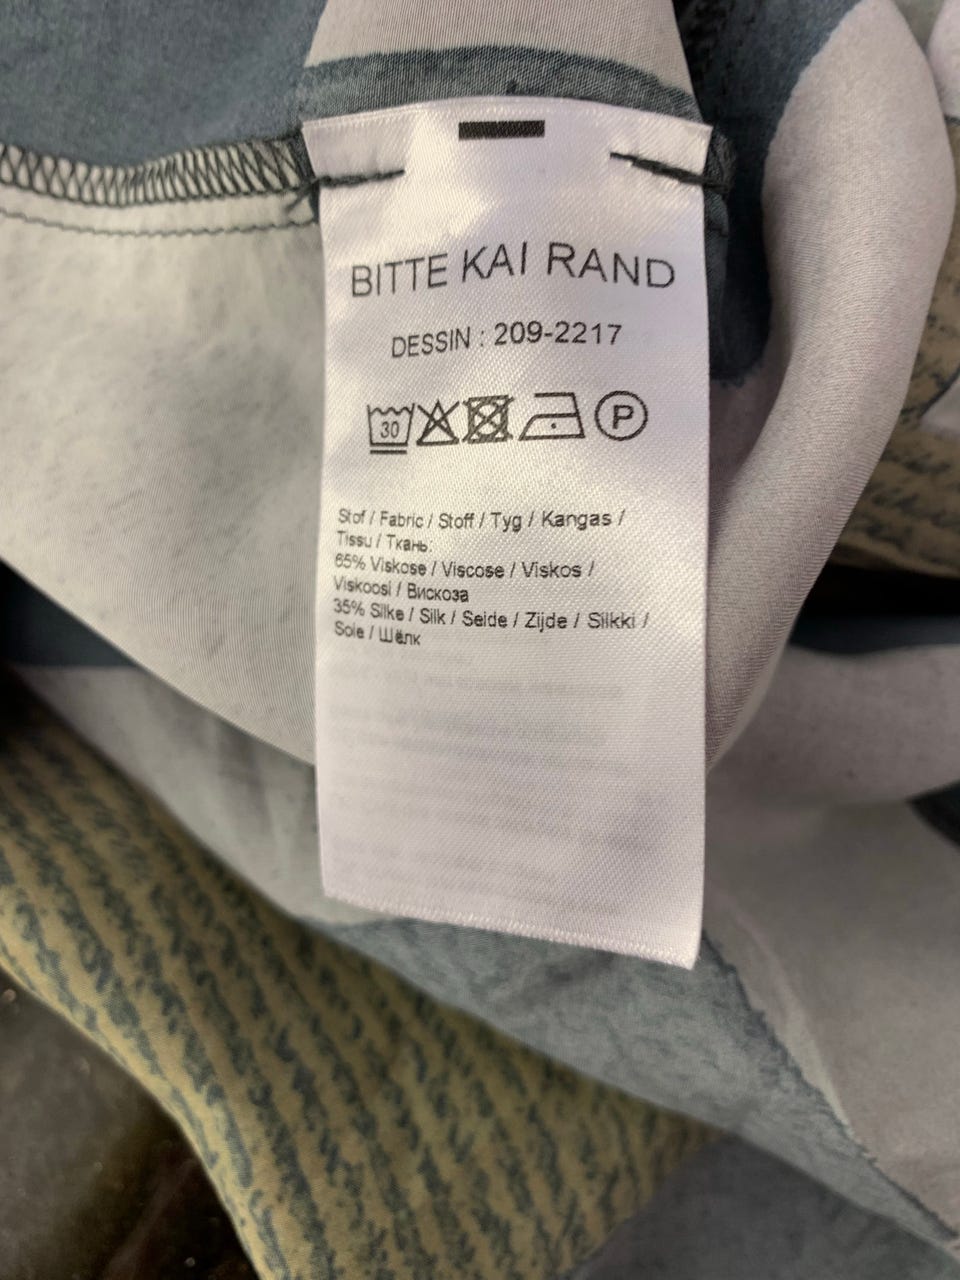 BITTE KAI RAND
DESSIN : 209-2217
30 P
Stof / Fabric / Stoff / Tyg / Kangas /
Tissu / Ткань:
65% Viskose / Viscose / Viskos /
Viskoosi / Вискоза
35% Silke / Silk / Seide / Zijde / Silkki /
Soie / Шёлк